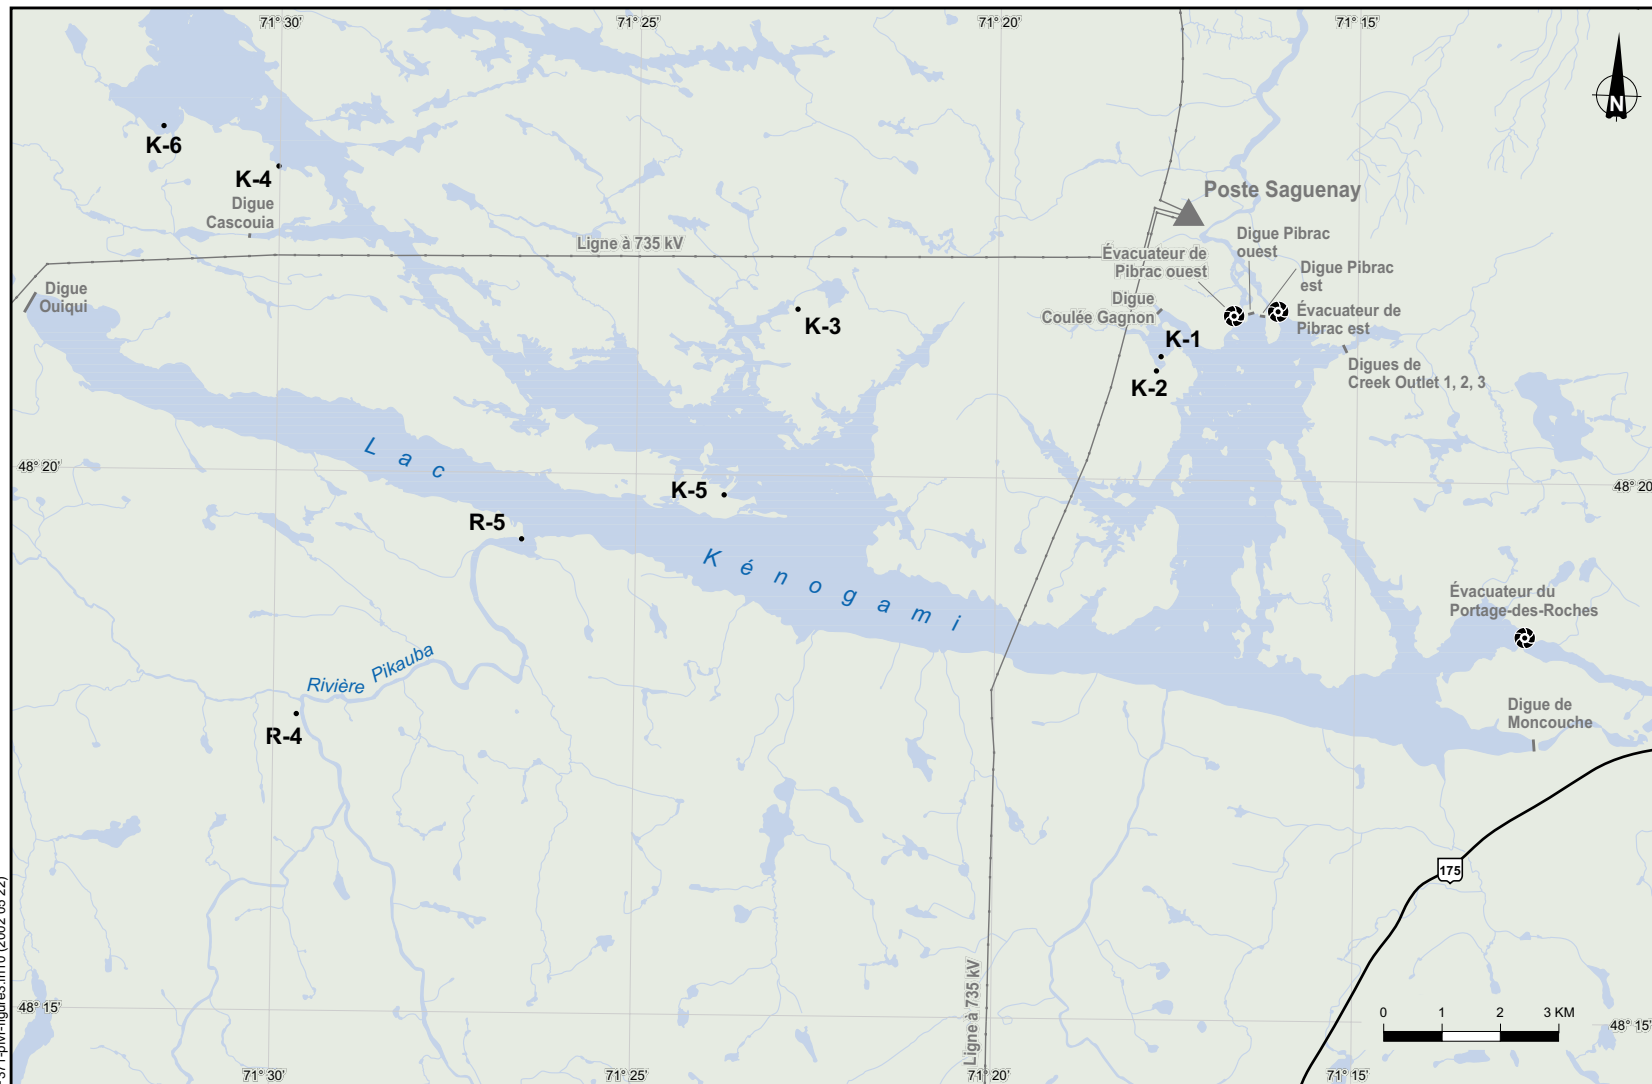 71° 30'
71° 25'
71° 20'
71° 15'
N
K-6
K-4
Digue
Cascouia
Poste Saguenay
Ligne à 735 kV
Digue Pibrac
ouest
Évacuateur de
Pibrac ouest
Digue Pibrac
est
Digue
Ouiqui
Digue
Coulée Gagnon
Évacuateur de
Pibrac est
K-3
K-1
K-2
Digues de
Creek Outlet 1, 2, 3
Lac
48° 20'
48° 20'
K-5
R-5
Kénogami
Évacuateur du
Portage-des-Roches
Rivière Pikauba
R-4
Digue de
Moncouche
175
Ligne à 735 kV
0 1 2 3 KM
48° 15'
48° 15'
71° 30'
71° 25'
71° 20'
71° 15'